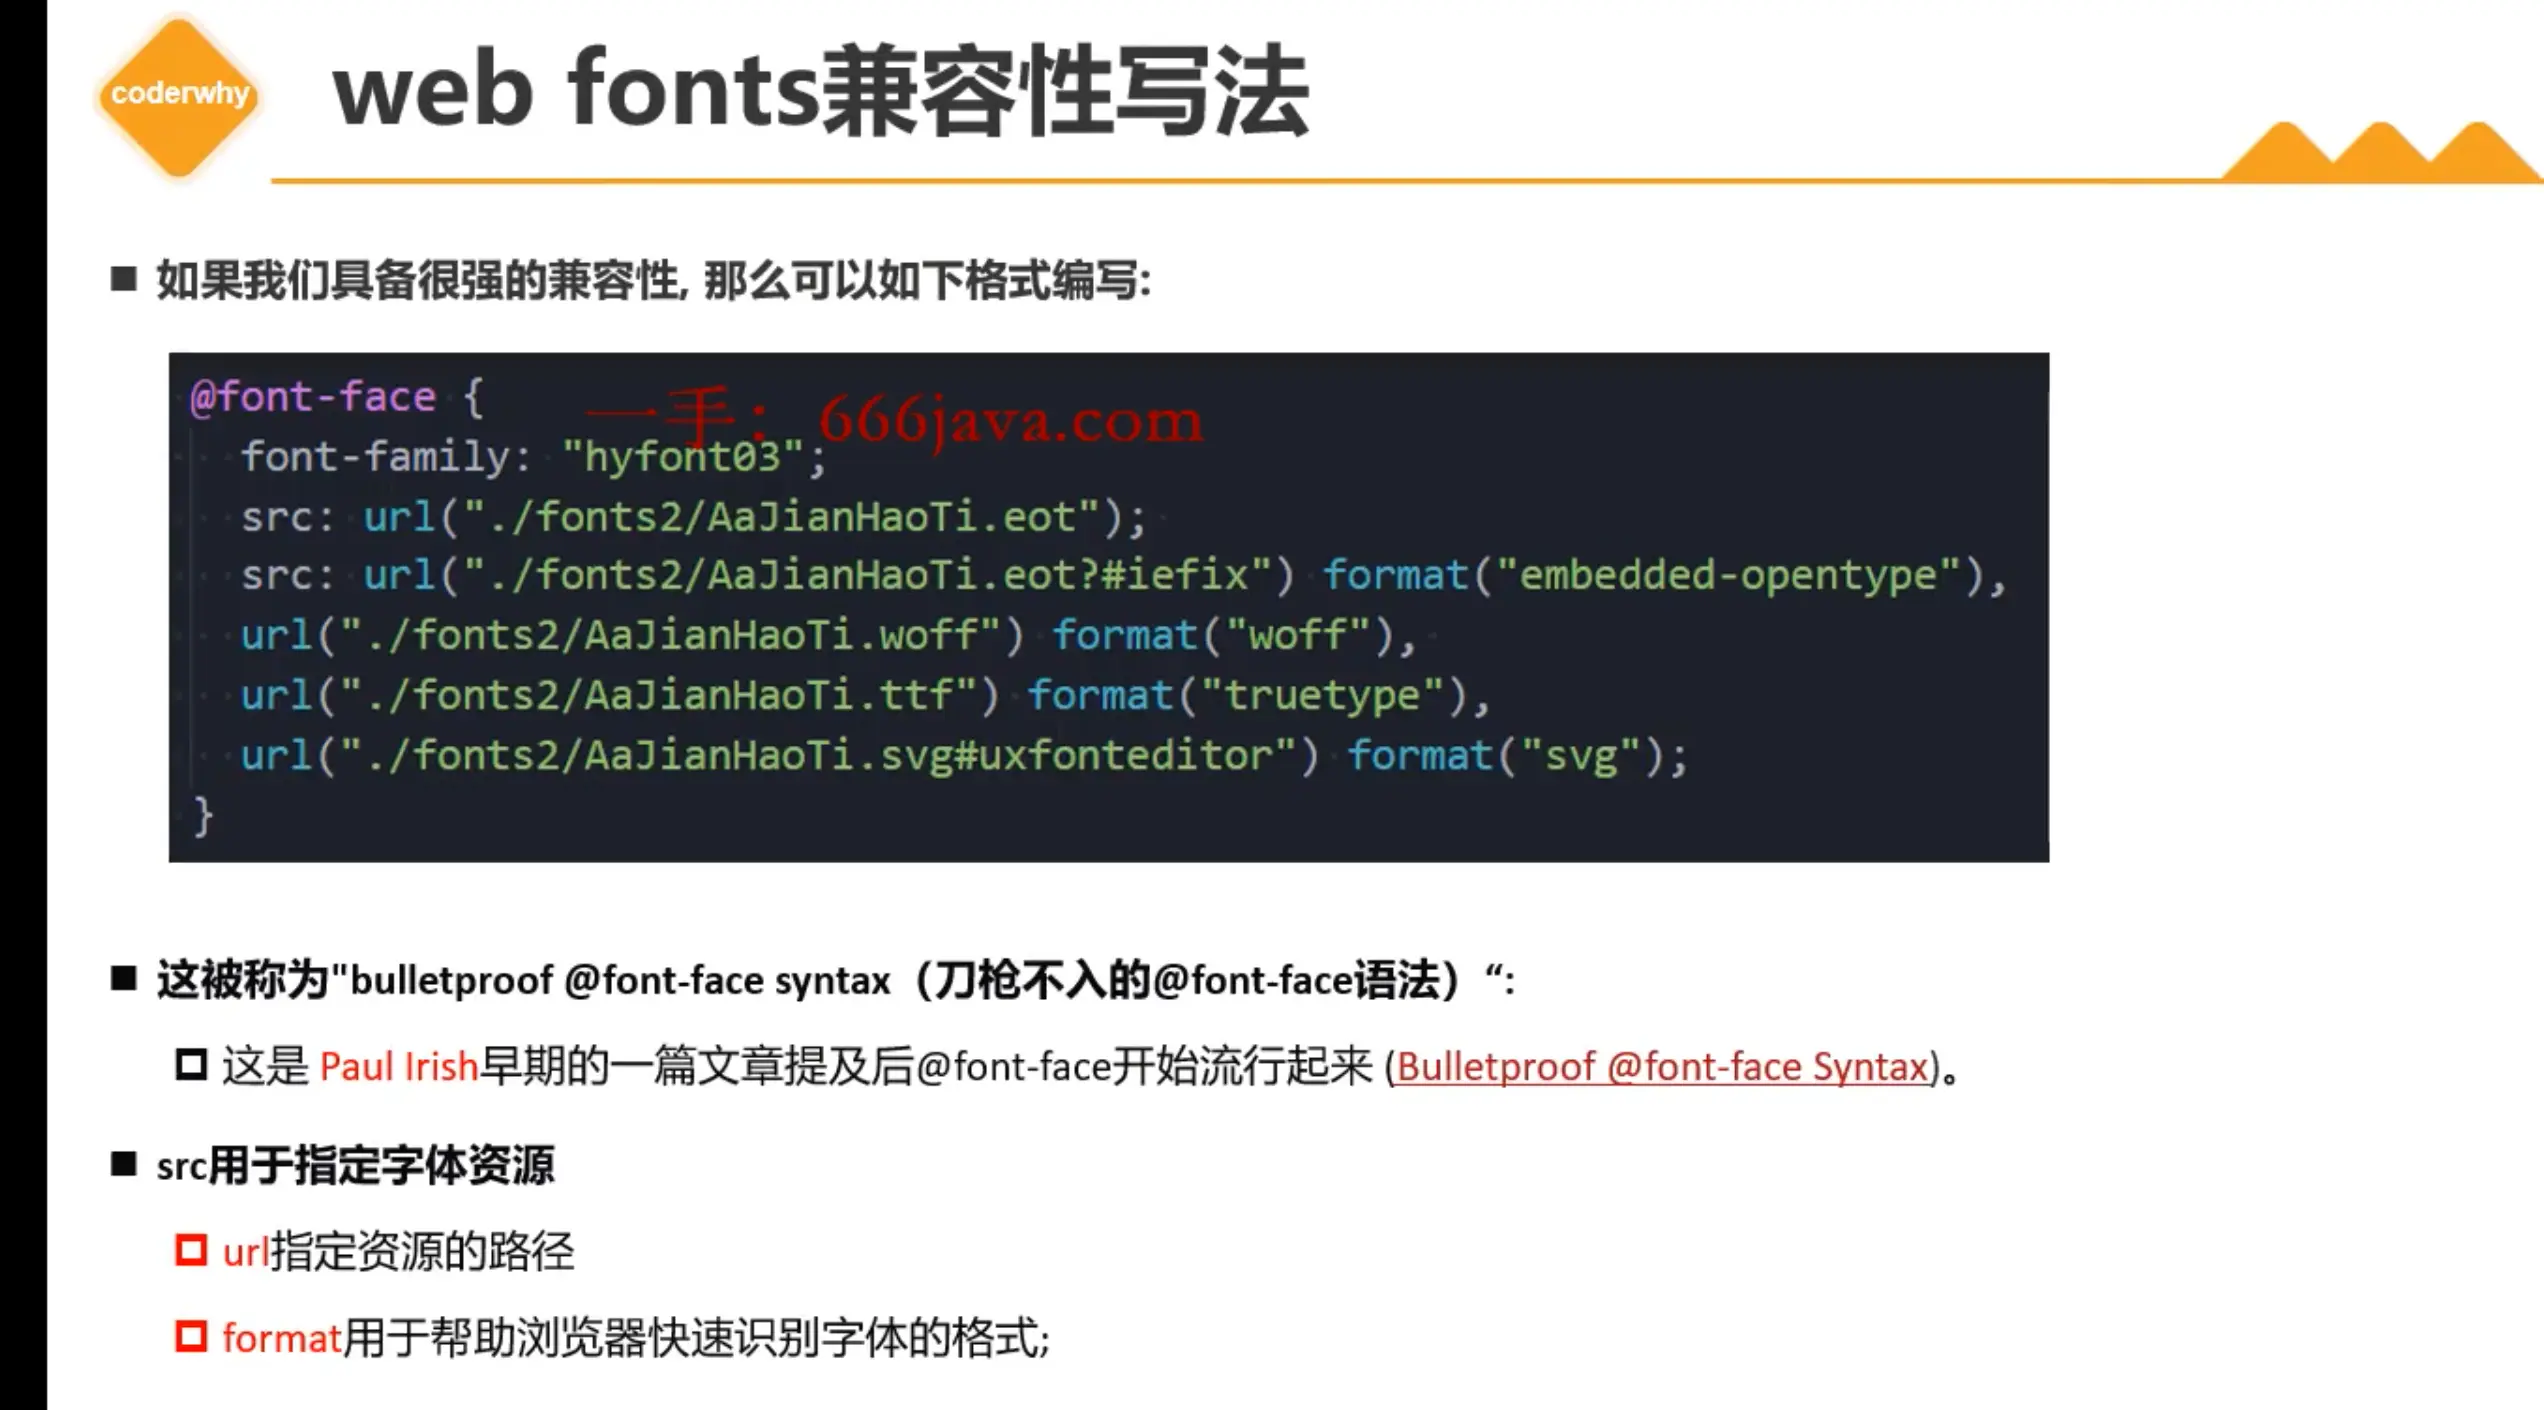 coderwhy
web fonts兼容性写法
如果我们具备很强的兼容性, 那么可以如下格式编写:
@font-face {
一手：666java.com
font-family: "hyfont03";
src: url("./fonts2/AaJianHaoTi.eot");
src: url("./fonts2/AaJianHaoTi.eot?#iefix") format("embedded-opentype"),
url("./fonts2/AaJianHaoTi.woff") format("woff"),
url("./fonts2/AaJianHaoTi.ttf") format("truetype"),
url("./fonts2/AaJianHaoTi.svg#uxfonteditor") format("svg");
}
这被称为"bulletproof @font-face syntax（刀枪不入的@font-face语法）“:
这是 Paul Irish早期的一篇文章提及后@font-face开始流行起来 (Bulletproof @font-face Syntax)。
src用于指定字体资源
url指定资源的路径
format用于帮助浏览器快速识别字体的格式;